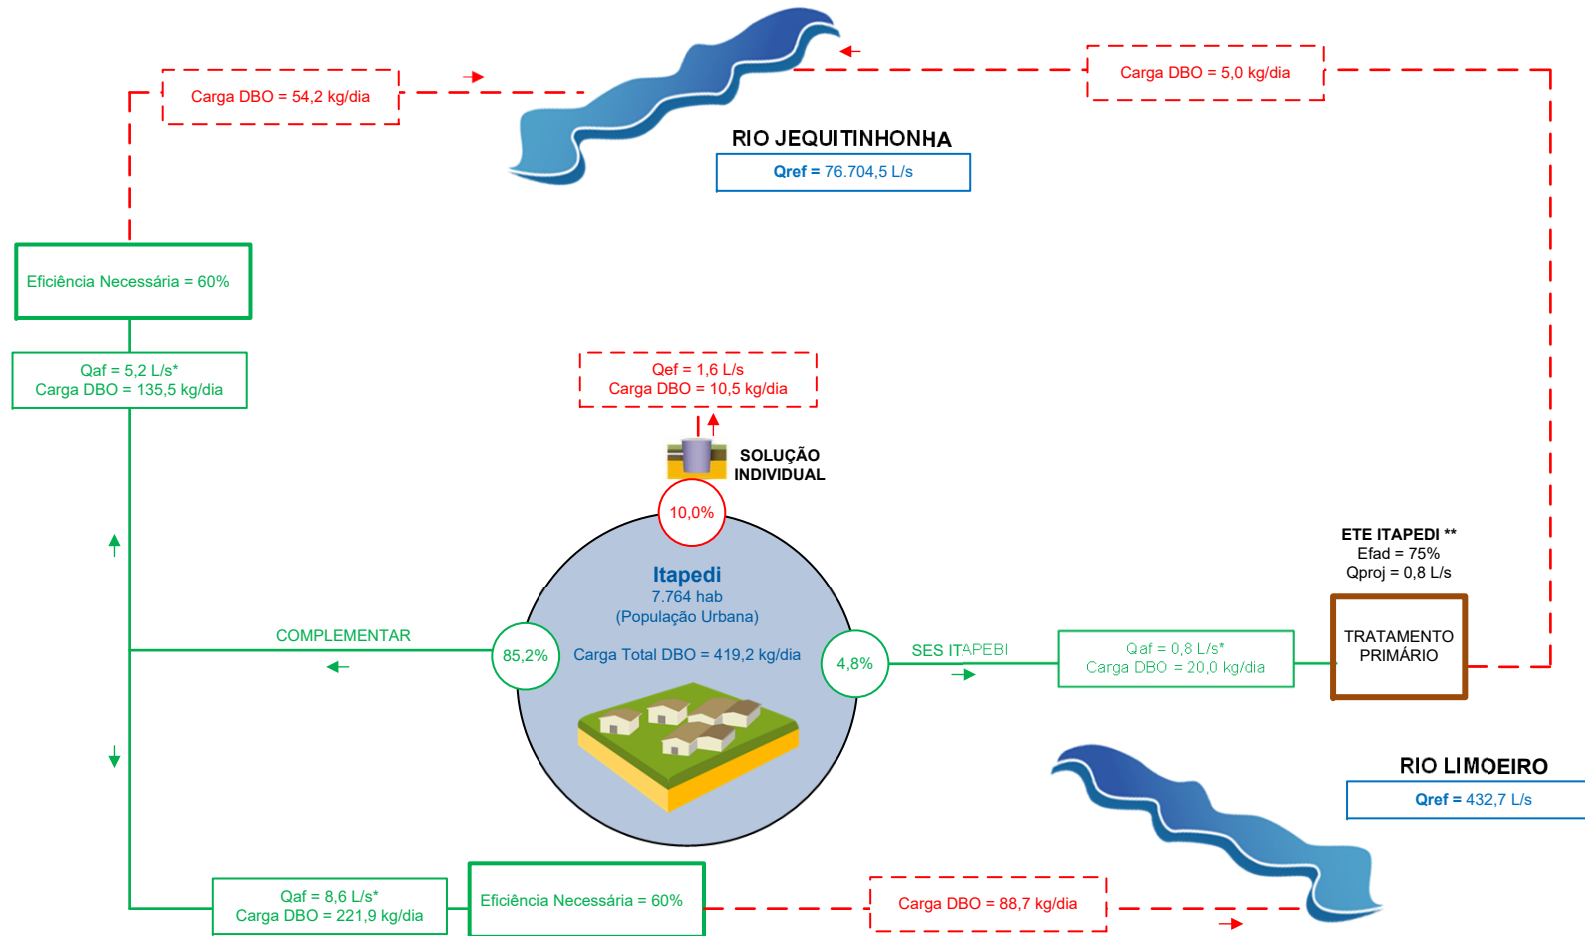 Carga DBO = 54,2 kg/dia
Carga DBO = 5,0 kg/dia
RIO JEQUITINHONHA
Qref = 76.704,5 L/s
Eficiência Necessária = 60%
Qaf = 5,2 L/s*
Carga DBO = 135,5 kg/dia
Qef = 1,6 L/s
Carga DBO = 10,5 kg/dia
SOLUÇÃO
INDIVIDUAL
10,0%
Itapedi
7.764 hab
(População Urbana)
Carga Total DBO = 419,2 kg/dia
COMPLEMENTAR
85,2%
4,8%
SES ITAPEBI
Qaf = 0,8 L/s*
Carga DBO = 20,0 kg/dia
ETE ITAPEDI **
Efad = 75%
Qproj = 0,8 L/s
TRATAMENTO
PRIMÁRIO
RIO LIMOEIRO
Qref = 432,7 L/s
Qaf = 8,6 L/s*
Carga DBO = 221,9 kg/dia
Eficiência Necessária = 60%
Carga DBO = 88,7 kg/dia